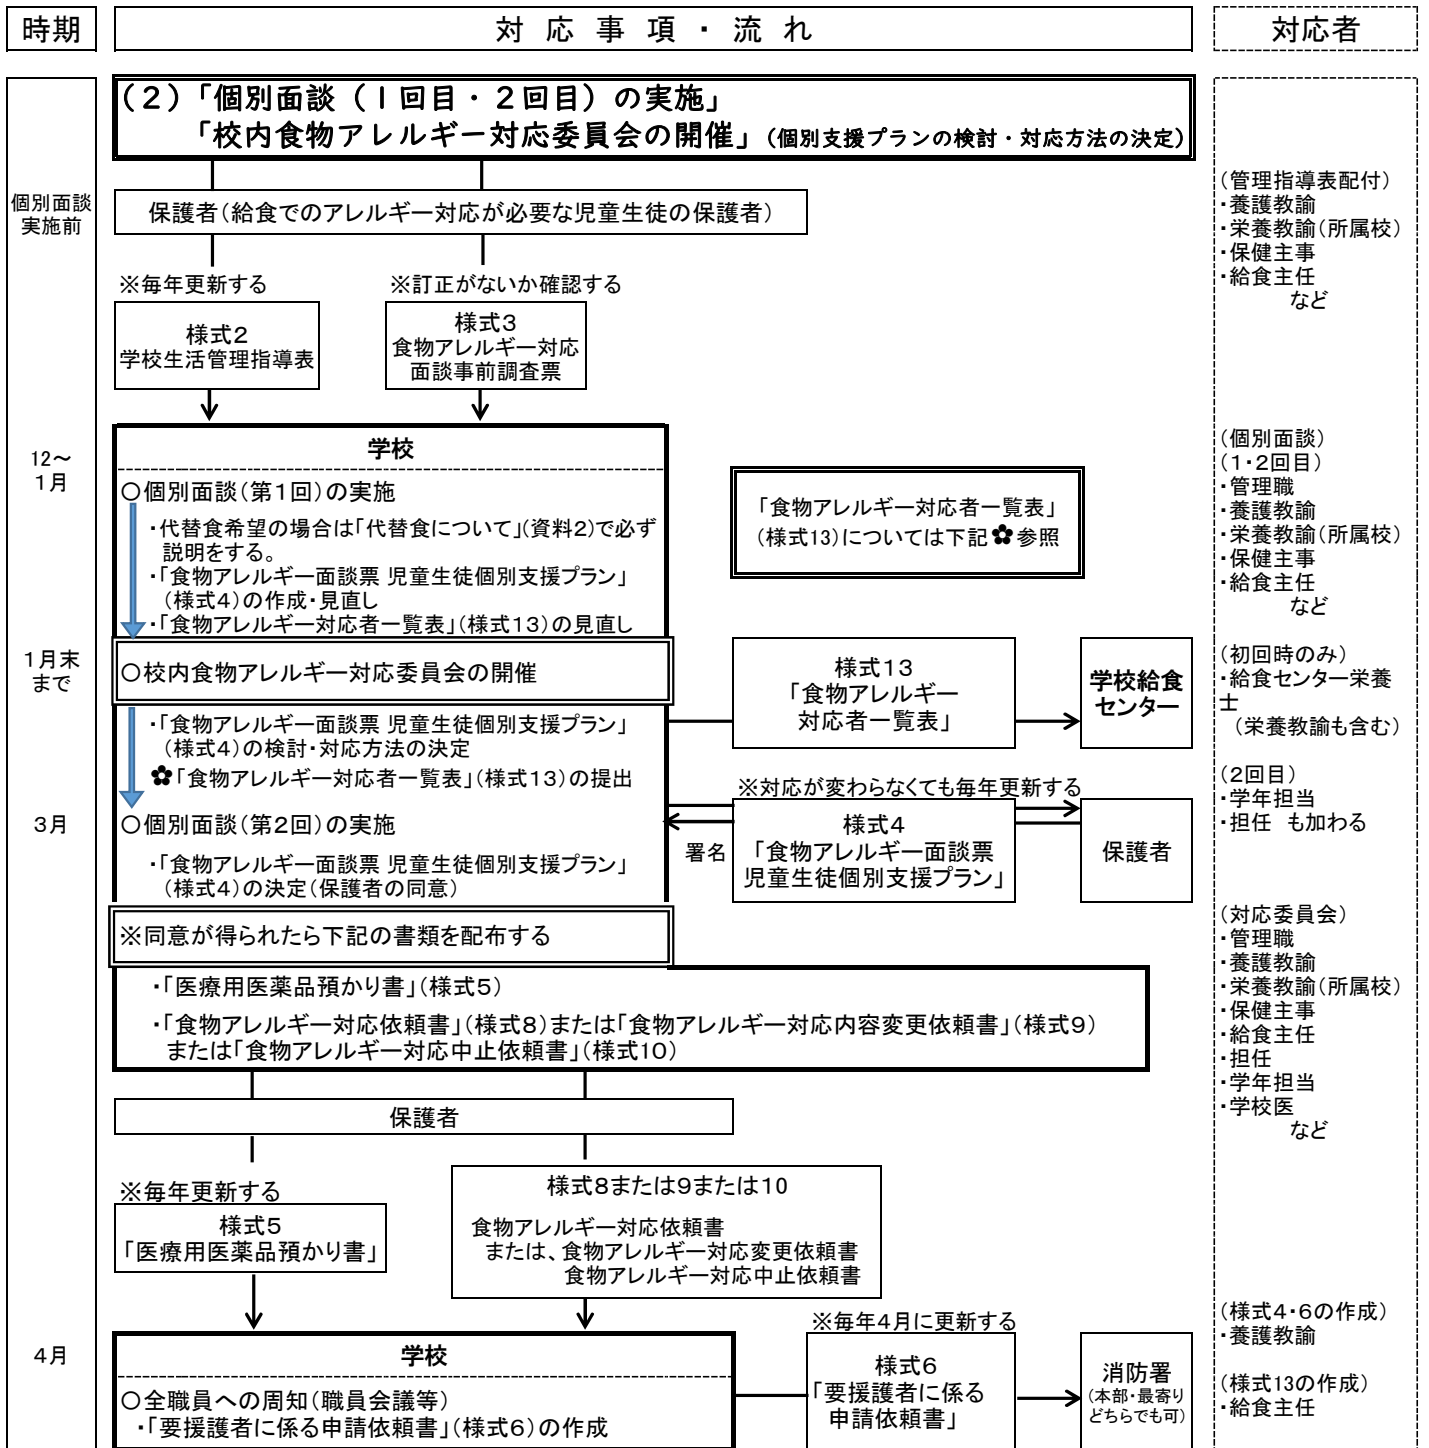 時期
対応事項・流れ
対応者
(2)「個別面談(1回目・2回目)の実施」
「校内食物アレルギー対応委員会の開催」(個別支援プランの検討・対応方法の決定)
個別面談
実施前
保護者(給食でのアレルギー対応が必要な児童生徒の保護者)
※毎年更新する
※訂正がないか確認する
様式2
学校生活管理指導表
様式3
食物アレルギー対応
面談事前調査票
(管理指導表配付)
・養護教諭
・栄養教諭(所属校)
・保健主事
・給食主任
など
12～
1月
学校
○個別面談(第1回)の実施
・代替食希望の場合は「代替食について」(資料2)で必ず
説明をする。
・「食物アレルギー面談票 児童生徒個別支援プラン」
(様式4)の作成・見直し
・「食物アレルギー対応者一覧表」(様式13)の見直し
「食物アレルギー対応者一覧表」
(様式13)については下記✿参照
(個別面談)
(1・2回目)
・管理職
・養護教諭
・栄養教諭(所属校)
・保健主事
・給食主任
など
1月末
まで
○校内食物アレルギー対応委員会の開催
・「食物アレルギー面談票 児童生徒個別支援プラン」
(様式4)の検討・対応方法の決定
✿「食物アレルギー対応者一覧表」(様式13)の提出
様式13
「食物アレルギー
対応者一覧表」
学校給食
センター
(初回時のみ)
・給食センター栄養
士
(栄養教諭も含む)
3月
○個別面談(第2回)の実施
・「食物アレルギー面談票 児童生徒個別支援プラン」
(様式4)の決定(保護者の同意)
※対応が変わらなくても毎年更新する
署名
様式4
「食物アレルギー面談票
児童生徒個別支援プラン」
保護者
(2回目)
・学年担当
・担任 も加わる
※同意が得られたら下記の書類を配布する
・「医療用医薬品預かり書」(様式5)
・「食物アレルギー対応依頼書」(様式8)または「食物アレルギー対応内容変更依頼書」(様式9)
または「食物アレルギー対応中止依頼書」(様式10)
(対応委員会)
・管理職
・養護教諭
・栄養教諭(所属校)
・保健主事
・給食主任
・担任
・学年担当
・学校医
など
保護者
※毎年更新する
様式5
「医療用医薬品預かり書」
様式8または9または10
食物アレルギー対応依頼書
または、食物アレルギー対応変更依頼書
食物アレルギー対応中止依頼書
4月
学校
○全職員への周知(職員会議等)
・「要援護者に係る申請依頼書」(様式6)の作成
※毎年4月に更新する
様式6
「要援護者に係る
申請依頼書」
消防署
(本部・最寄り
どちらでも可)
(様式4・6の作成)
・養護教諭
(様式13の作成)
・給食主任